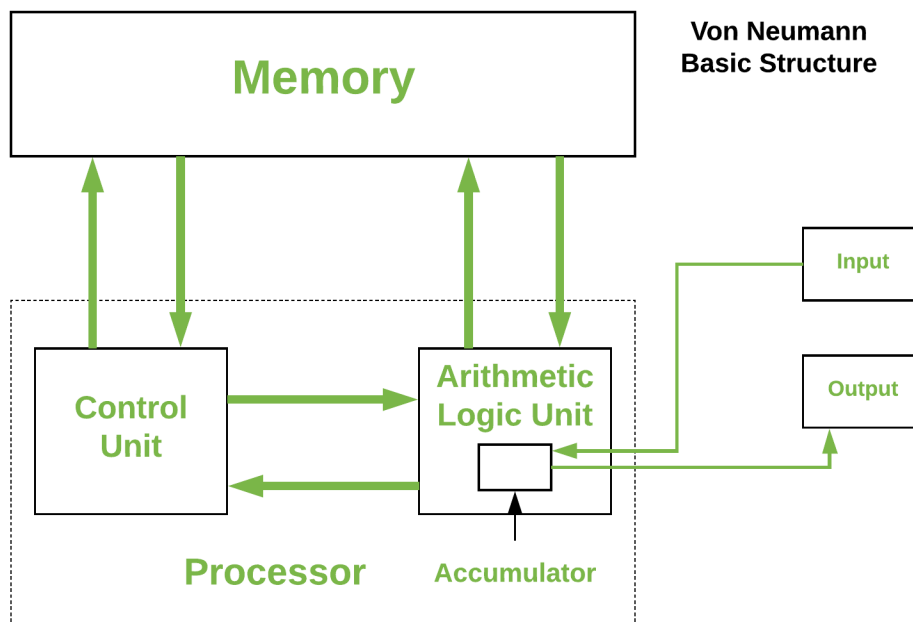 Von Neumann
Basic Structure
Memory
Input
Output
Control
Unit
Arithmetic
Logic Unit
Processor
Accumulator